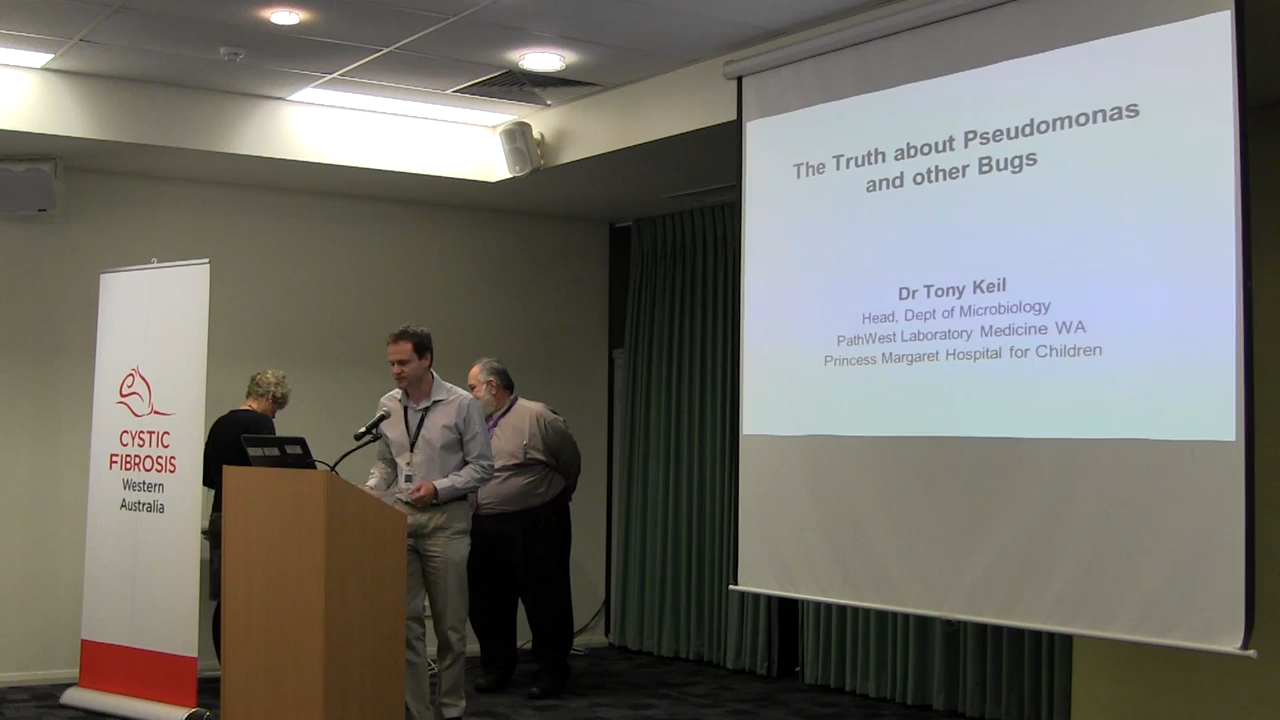 The Truth about Pseudomonas
and other Bugs
Dr Tony Keil
Head, Dept of Microbiology
PathWest Laboratory Medicine WA
Princess Margaret Hospital for Children
CYSTIC
FIBROSIS
Western
Australia